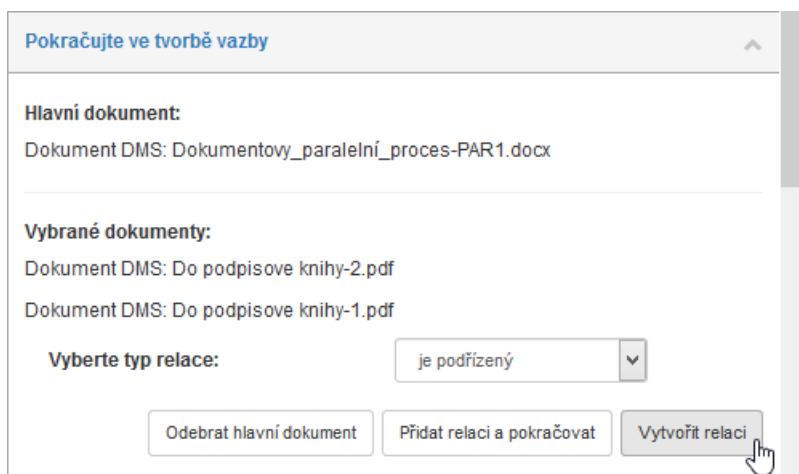 Pokračujte ve tvorbě vazby
Hlavní dokument:
Dokument DMS: Dokumentovy_paralelní_proces-PAR1.docx
Vybrané dokumenty:
Dokument DMS: Do podpisove knihy-2.pdf
Dokument DMS: Do podpisove knihy-1.pdf
Vyberte typ relace: je podřízený
Odebrat hlavní dokument Přidat relaci a pokračovat Vytvořit relaci